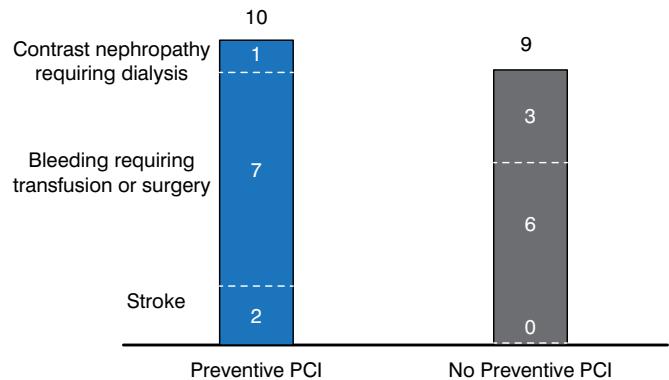 10
9
Contrast nephropathy
requiring dialysis
1
3
Bleeding requiring
transfusion or surgery
7
6
Stroke
2
0
Preventive PCI
No Preventive PCI